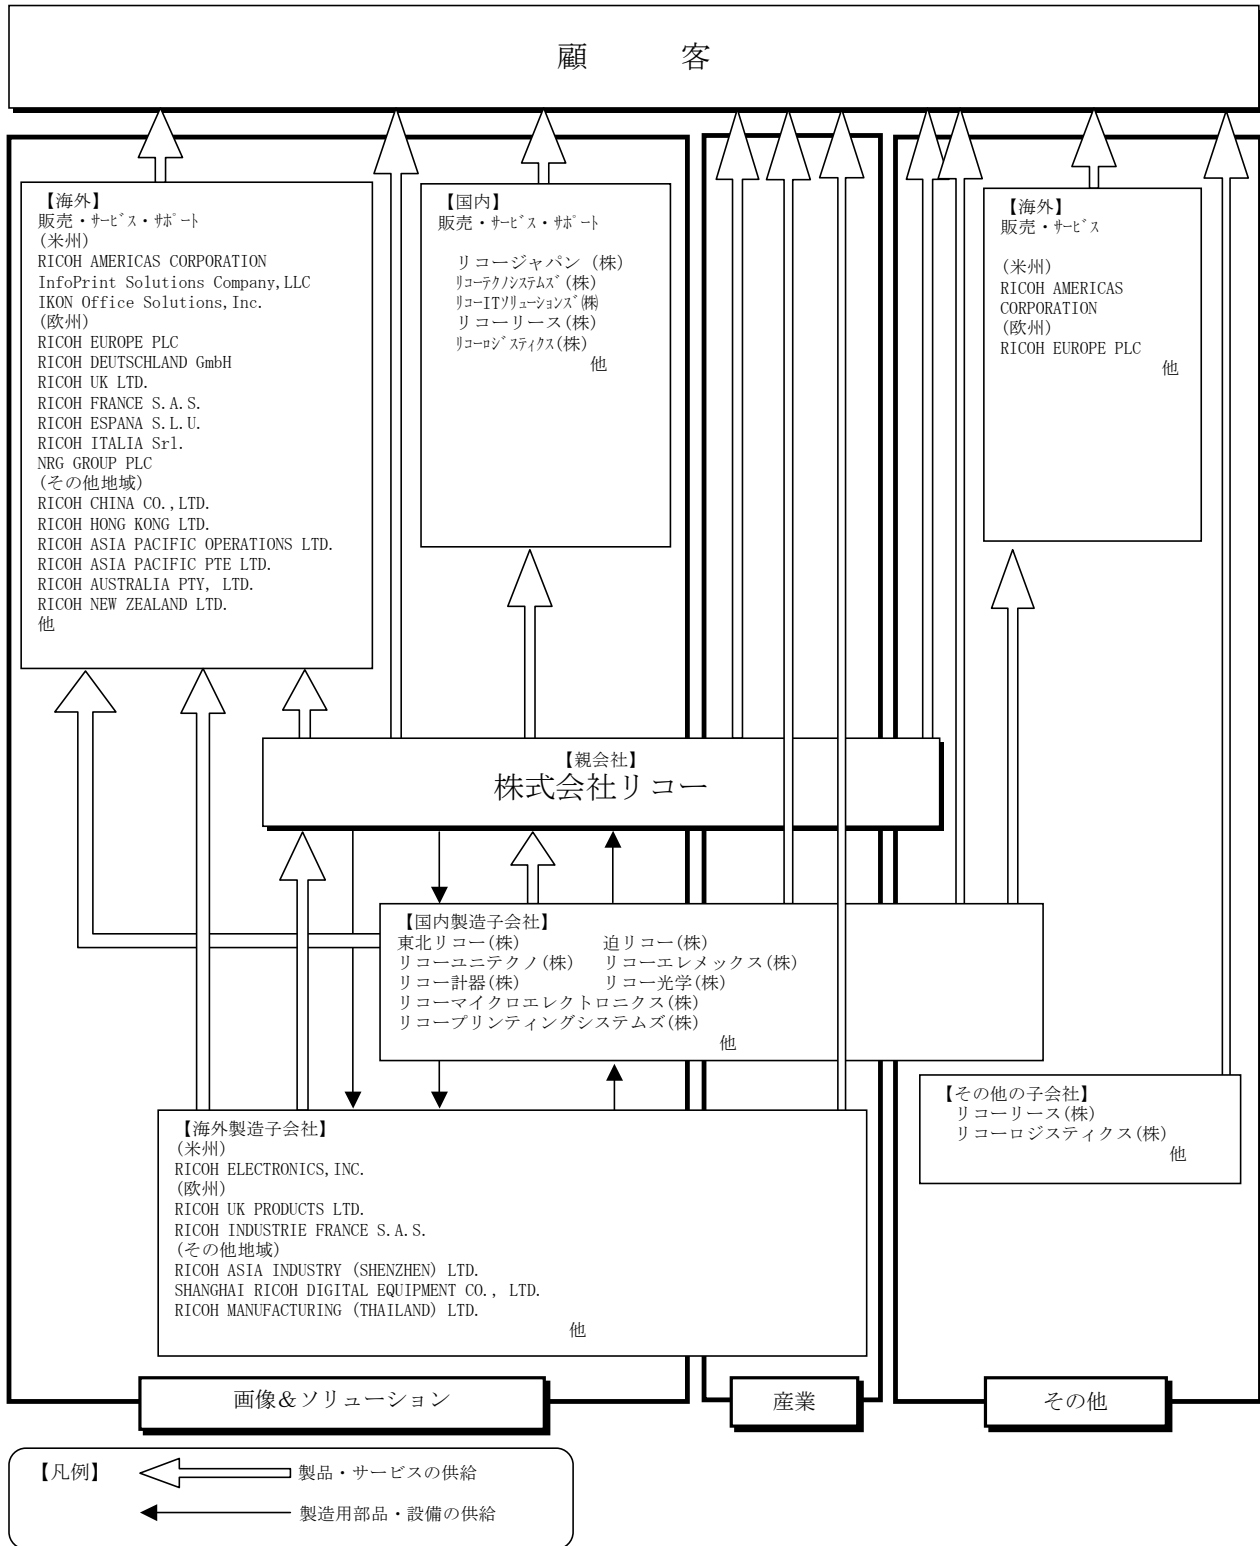 顧　　客
【海外】
販売・ｻｰﾋﾞｽ・ｻﾎﾟｰﾄ
(米州)
RICOH AMERICAS CORPORATION
InfoPrint Solutions Company,LLC
IKON Office Solutions,Inc.
(欧州)
RICOH EUROPE PLC
RICOH DEUTSCHLAND GmbH
RICOH UK LTD.
RICOH FRANCE S.A.S.
RICOH ESPANA S.L.U.
RICOH ITALIA Srl.
NRG GROUP PLC
(その他地域)
RICOH CHINA CO.,LTD.
RICOH HONG KONG LTD.
RICOH ASIA PACIFIC OPERATIONS LTD.
RICOH ASIA PACIFIC PTE LTD.
RICOH AUSTRALIA PTY, LTD.
RICOH NEW ZEALAND LTD.
他
【国内】
販売・ｻｰﾋﾞｽ・ｻﾎﾟｰﾄ
リコージャパン (株)
ﾘｺｰﾃｸﾉｼｽﾃﾑｽﾞ(株)
ﾘｺｰITｿﾘｭｰｼｮﾝｽﾞ㈱
リコーリース(株)
ﾘｺｰﾛｼﾞｽﾃｨｸｽ(株)
他
【海外】
販売・ｻｰﾋﾞｽ
(米州)
RICOH AMERICAS
CORPORATION
(欧州)
RICOH EUROPE PLC
他
【親会社】
株式会社リコー
【国内製造子会社】
東北リコー(株)　迫リコー(株)
リコーユニテクノ(株)　リコーエレメックス(株)
リコー計器(株)　リコー光学(株)
リコーマイクロエレクトロニクス(株)
リコープリンティングシステムズ(株)
他
【その他の子会社】
リコーリース(株)
リコーロジスティクス(株)
他
【海外製造子会社】
(米州)
RICOH ELECTRONICS,INC.
(欧州)
RICOH UK PRODUCTS LTD.
RICOH INDUSTRIE FRANCE S.A.S.
(その他地域)
RICOH ASIA INDUSTRY (SHENZHEN) LTD.
SHANGHAI RICOH DIGITAL EQUIPMENT CO., LTD.
RICOH MANUFACTURING (THAILAND) LTD.
他
画像＆ソリューション
産業
その他
【凡例】
製品・サービスの供給
製造用部品・設備の供給